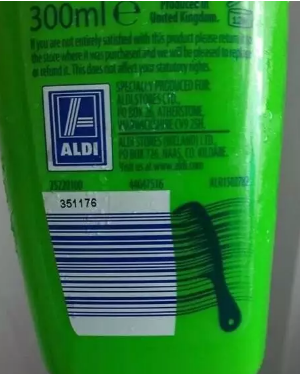 300ml e Produced in
United Kingdom.
If you are not entirely satisfied with this product please return it to
the store where it was purchased and we will be pleased to replace
or refund it. This does not affect your statutory rights.
SPECIALLY PRODUCED FOR:
ALDI STORES LTD.
PO BOX 26, ATHERSTONE,
WARWICKSHIRE CV9 2SH.
ALDI STORES (IRELAND) LTD.
PO BOX 726, NAAS, CO. KILDARE.
Visit us at www.aldi.com
ALDI
351176